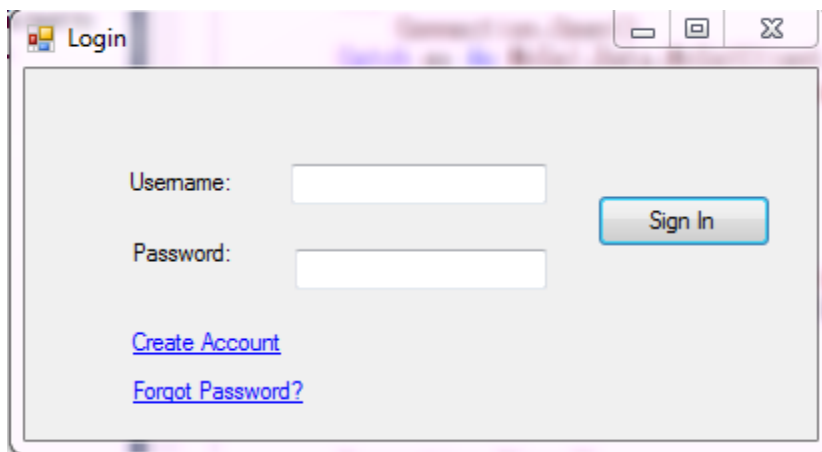 Login
Username:
Sign In
Password:
Create Account
Forgot Password?